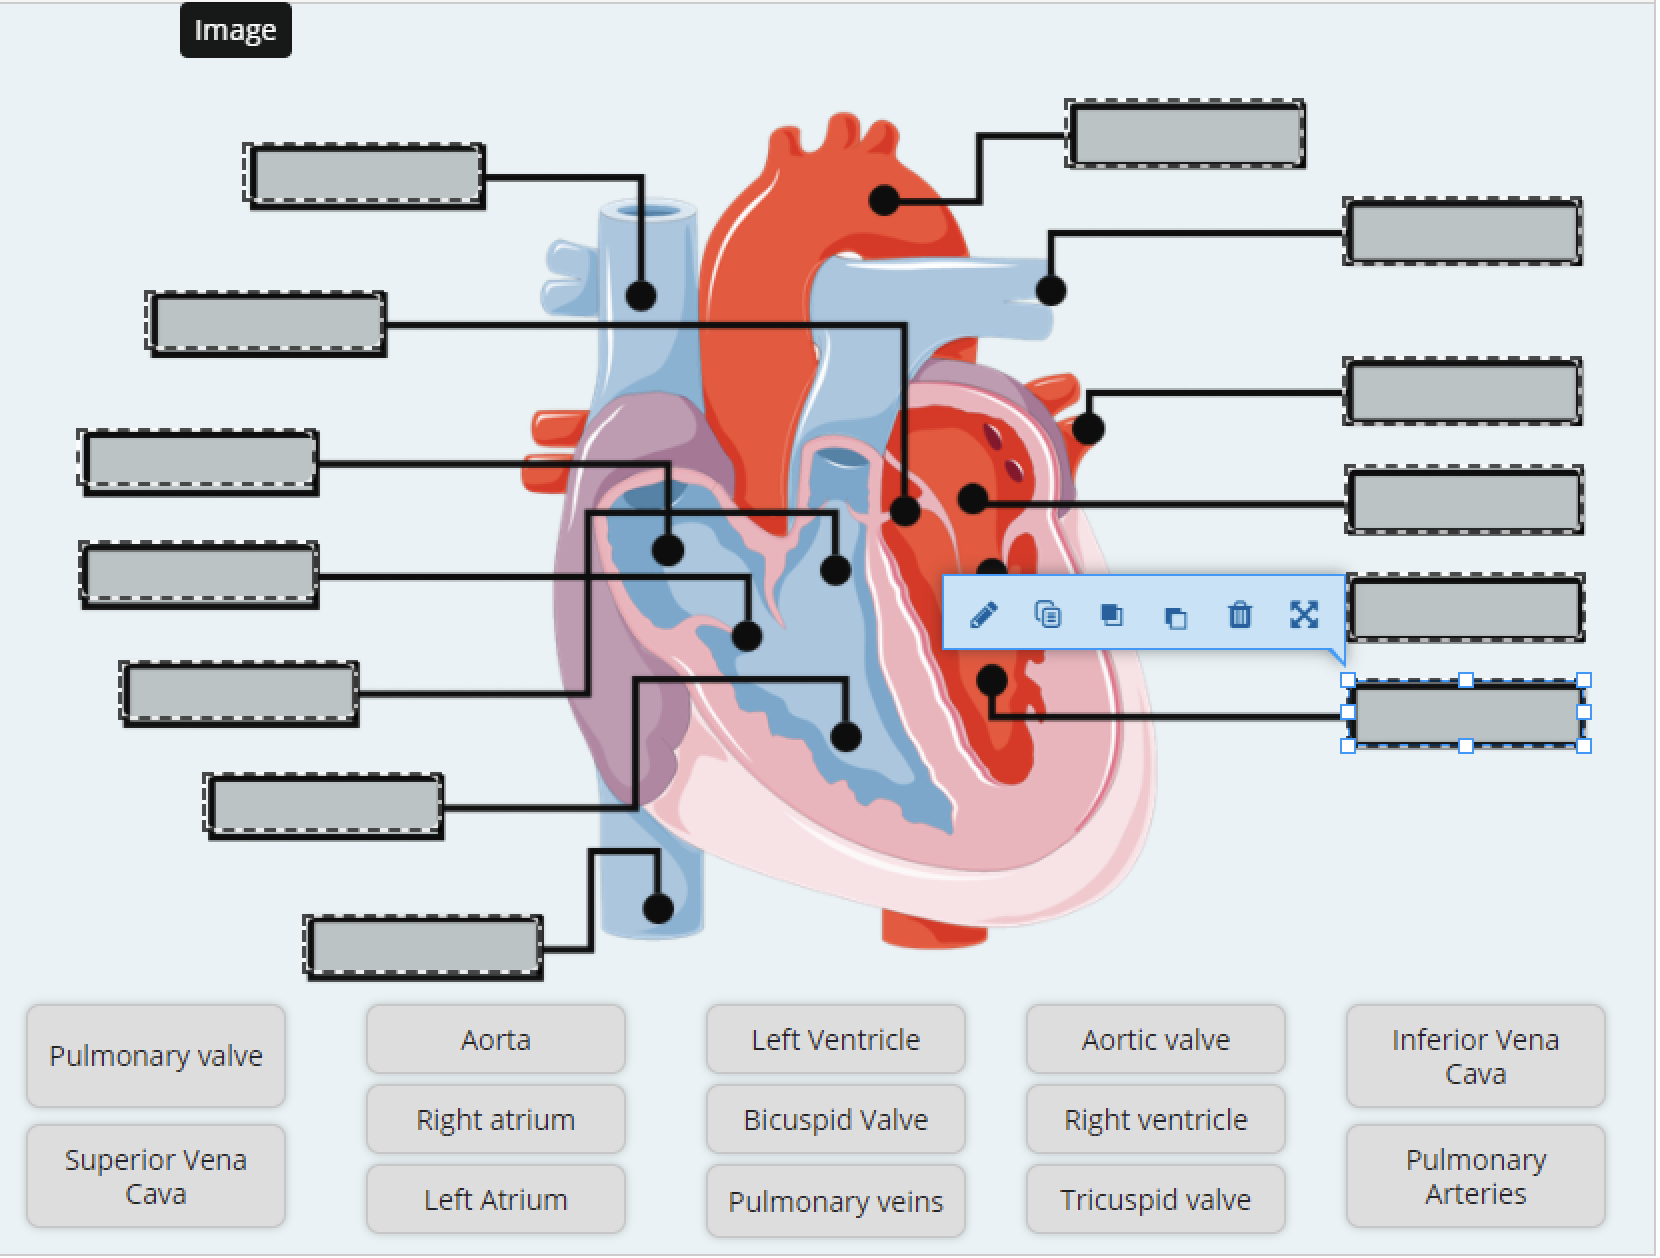 Image
Pulmonary valve
Aorta
Left Ventricle
Aortic valve
Inferior Vena
Cava
Right atrium
Bicuspid Valve
Right ventricle
Superior Vena
Cava
Left Atrium
Pulmonary veins
Tricuspid valve
Pulmonary
Arteries